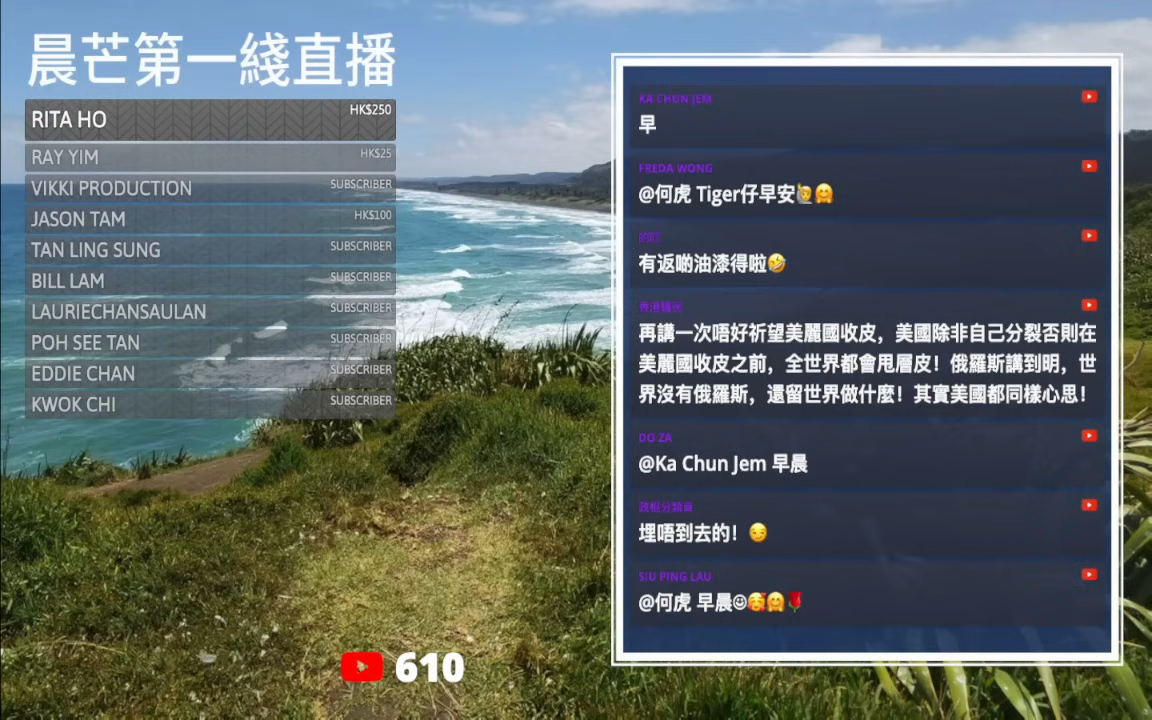 晨芒第一綫直播
RITA HO HK$250
RAY YIM HK$25
VIKKI PRODUCTION SUBSCRIBER
JASON TAM HK$100
TAN LING SUNG SUBSCRIBER
BILL LAM SUBSCRIBER
LAURIECHANSAULAN SUBSCRIBER
POH SEE TAN SUBSCRIBER
EDDIE CHAN SUBSCRIBER
KWOK CHI SUBSCRIBER
610
KA CHUN JEM
早
FREDA WONG
@何虎 Tiger仔早安🙋🤗
有返啲油漆得啦🤣
再講一次唔好祈望美麗國收皮，美國除非自己分裂否則在
美麗國收皮之前，全世界都會甩層皮！俄羅斯講到明，世
界沒有俄羅斯，還留世界做什麼！其實美國都同樣心思！
DO ZA
@Ka Chun Jem 早晨
埋唔到去的！😏
SIU PING LAU
@何虎 早晨☺🥰🤗🌹